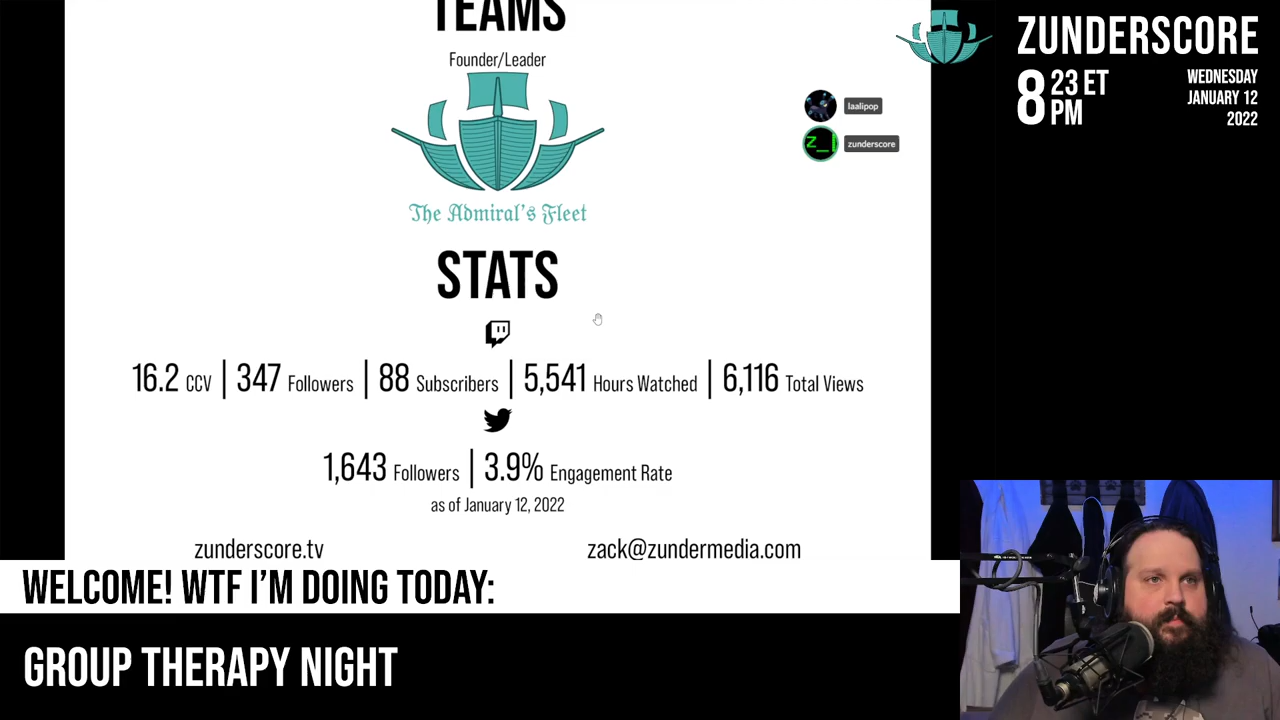 TEAMS
Founder/Leader
The Admiral's Fleet
STATS
16.2 CCV | 347 Followers | 88 Subscribers | 5,541 Hours Watched | 6,116 Total Views
1,643 Followers | 3.9% Engagement Rate
as of January 12, 2022
zunderscore.tv
zack@zundermedia.com
laalipop
z_
zunderscore
ZUNDERSCORE
8 23 ET
PM
WEDNESDAY
JANUARY 12
2022
WELCOME! WTF I'M DOING TODAY:
GROUP THERAPY NIGHT